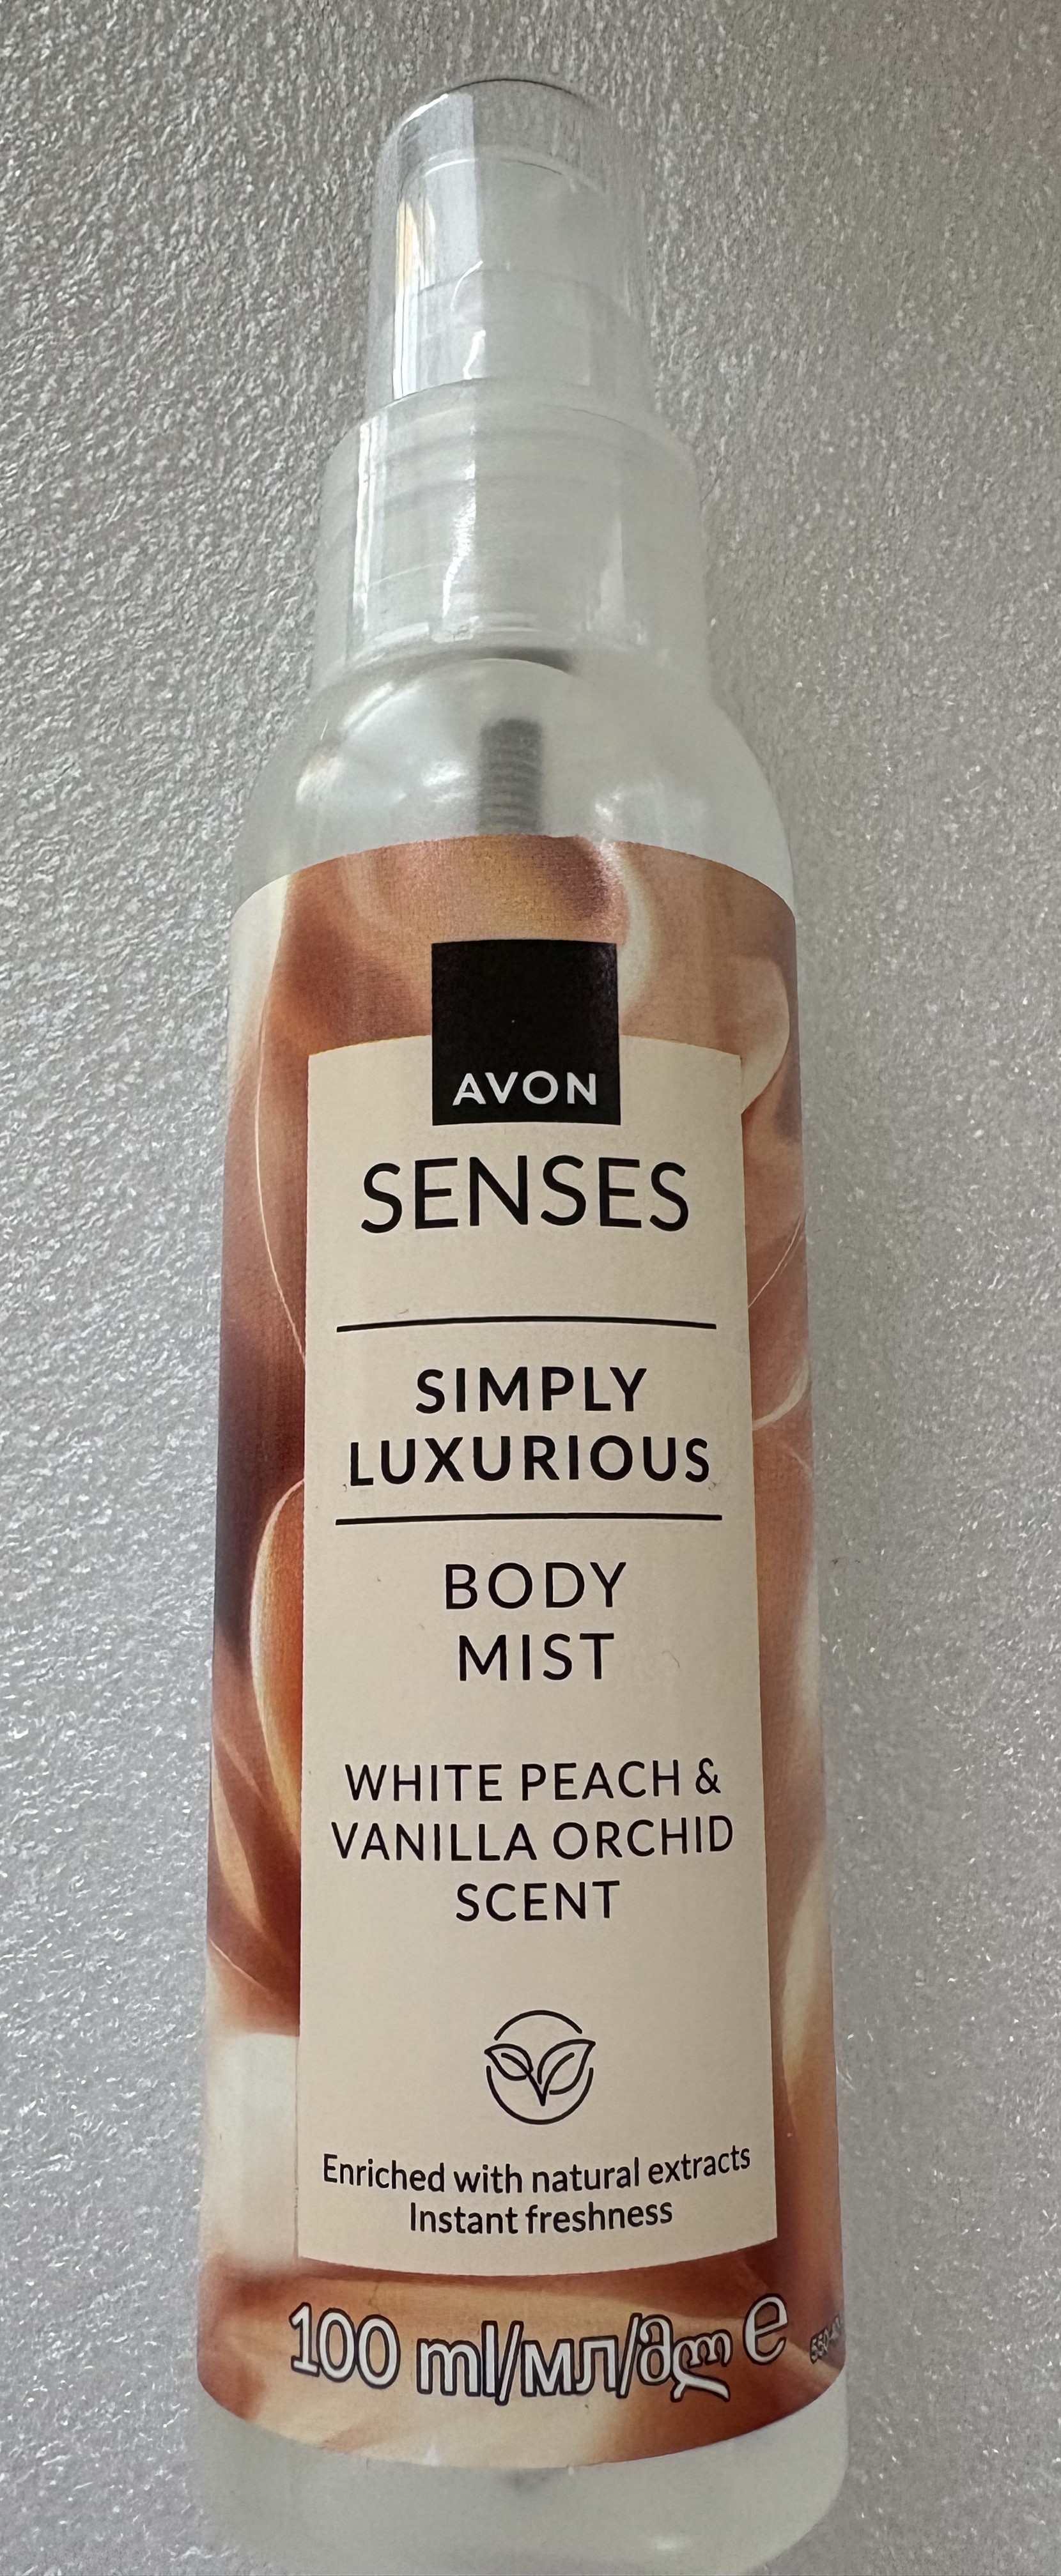 AVON
SENSES
SIMPLY
LUXURIOUS
BODY
MIST
WHITE PEACH &
VANILLA ORCHID
SCENT
Enriched with natural extracts
Instant freshness
100 ml/мл/მლ ℮